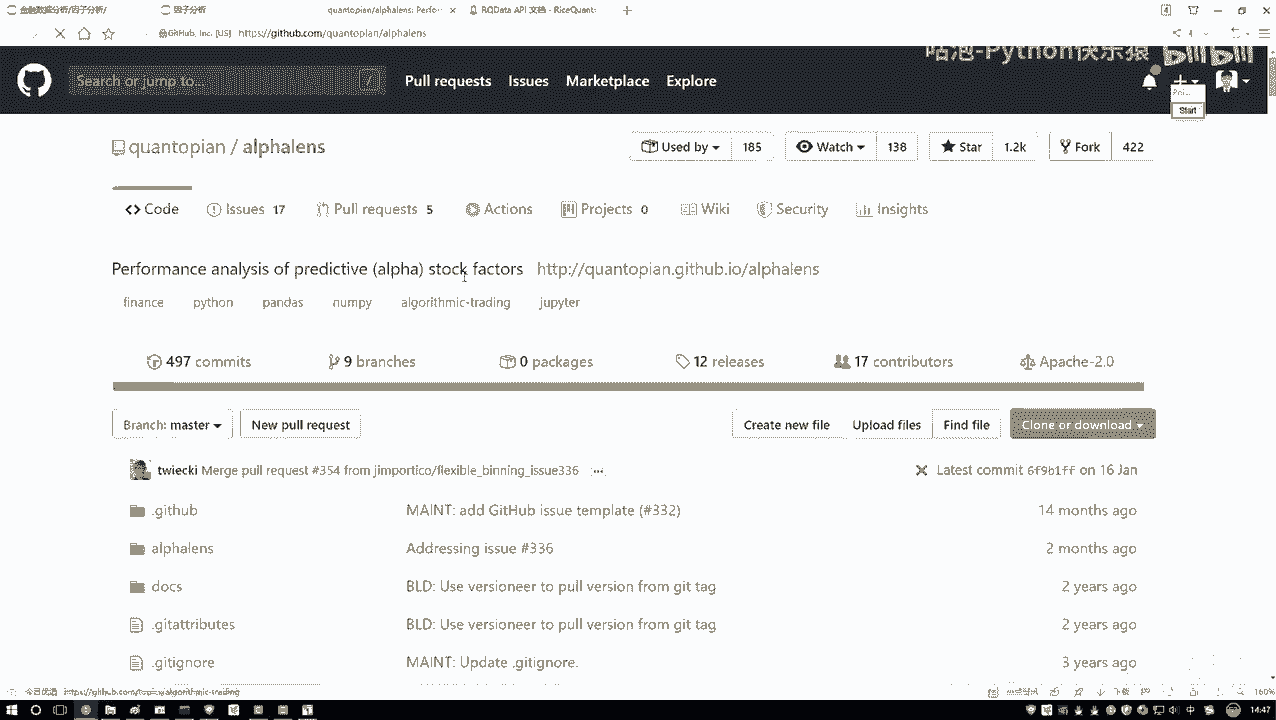 金融数据分析/因子分析/
因子分析
quantopian/alphalens: Perfo
RQData API 文档 - RiceQuant
GitHub, Inc. [US] https://github.com/quantopian/alphalens
咕泡-Python快乐猿 bilibili
Search or jump to...
Pull requests Issues Marketplace Explore
Start
quantopian / alphalens
Used by 185 Watch 138 Star 1.2k Fork 422
Code Issues 17 Pull requests 5 Actions Projects 0 Wiki Security Insights
Performance analysis of predictive (alpha) stock factors http://quantopian.github.io/alphalens
finance python pandas numpy algorithmic-trading jupyter
497 commits 9 branches 0 packages 12 releases 17 contributors Apache-2.0
Branch: master New pull request Create new file Upload files Find file Clone or download
twiecki Merge pull request #354 from jimportico/flexible_binning_issue336 Latest commit 6f9b1ff on 16 Jan
.github MAINT: add GitHub issue template (#332) 14 months ago
alphalens Addressing issue #336 2 months ago
docs BLD: Use versioneer to pull version from git tag 2 years ago
.gitattributes BLD: Use versioneer to pull version from git tag 2 years ago
.gitignore MAINT: Update .gitignore. 3 years ago
今日优选 https://github.com/topics/algorithmic-trading
160%
中 14:47